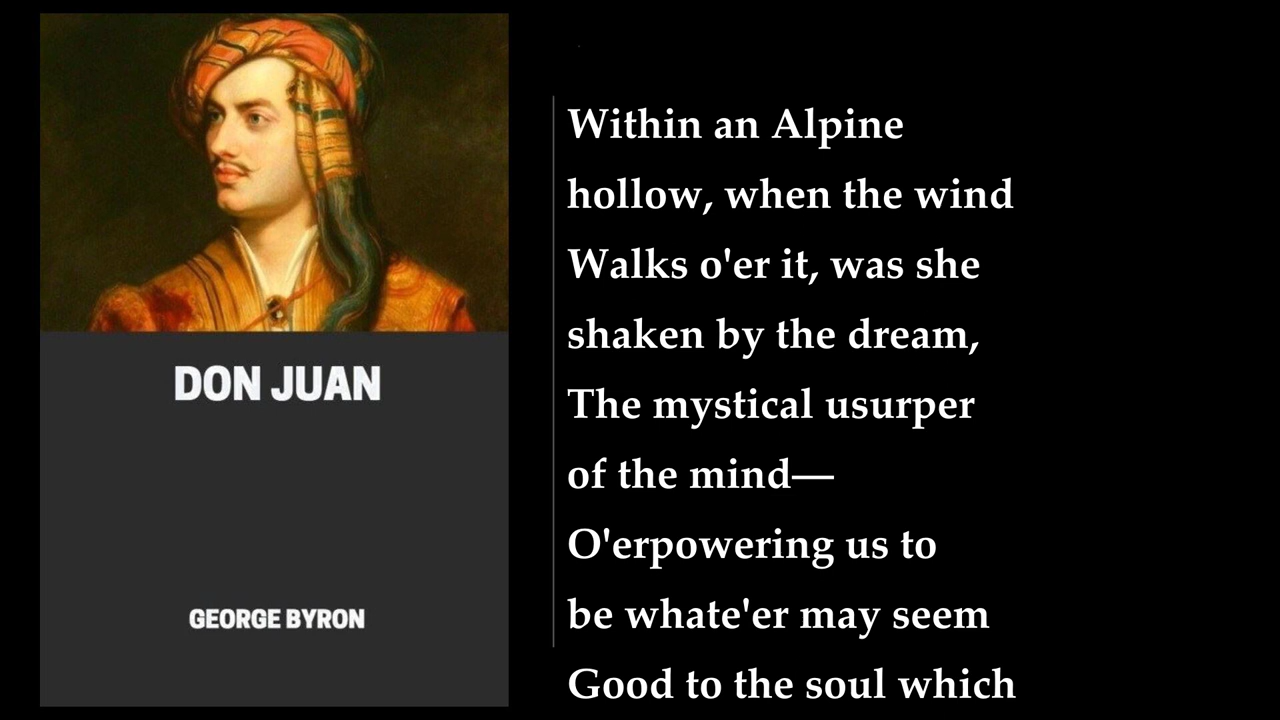 DON JUAN
GEORGE BYRON
Within an Alpine
hollow, when the wind
Walks o'er it, was she
shaken by the dream,
The mystical usurper
of the mind—
O'erpowering us to
be whate'er may seem
Good to the soul which